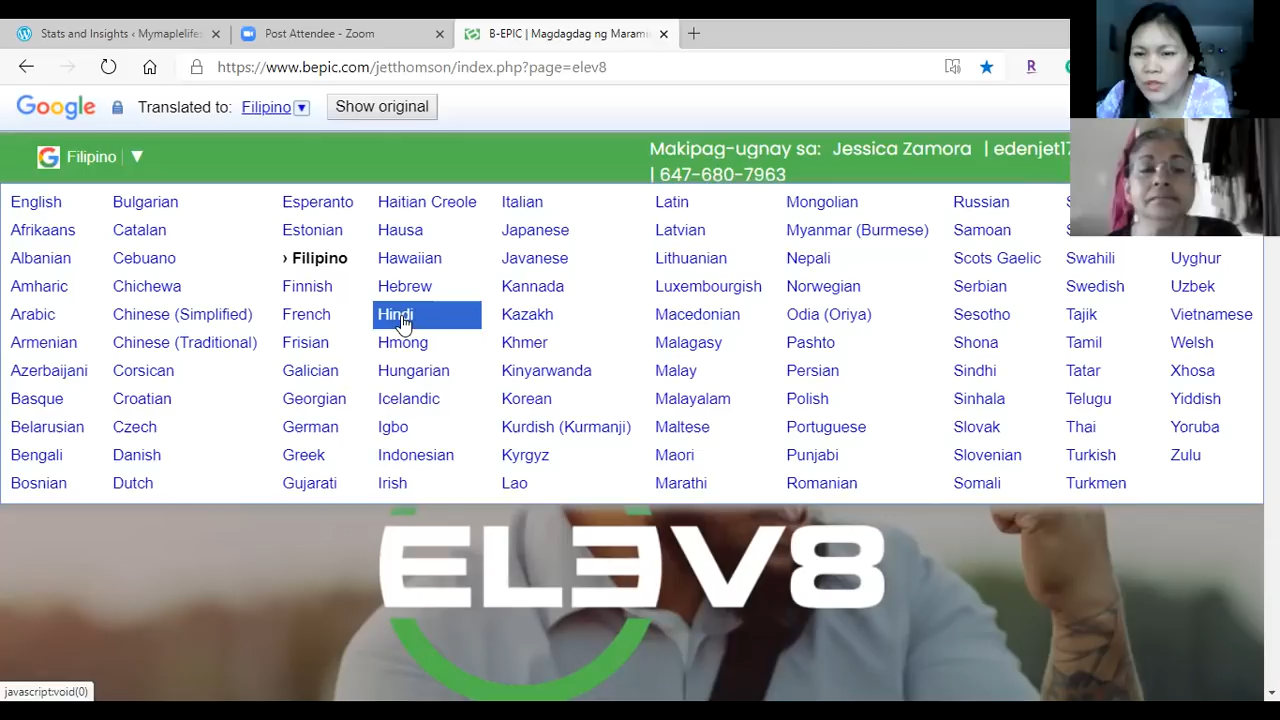 Stats and Insights ‹ Mymaplelifes
Post Attendee - Zoom
B-EPIC | Magdagdag ng Marami
https://www.bepic.com/jetthomson/index.php?page=elev8
R
Google Translated to: Filipino ▼ Show original
G Filipino ▼
Makipag-ugnay sa: Jessica Zamora | edenjet17
| 647-680-7963
English Bulgarian Esperanto Haitian Creole Italian Latin Mongolian Russian
Afrikaans Catalan Estonian Hausa Japanese Latvian Myanmar (Burmese) Samoan
Albanian Cebuano › Filipino Hawaiian Javanese Lithuanian Nepali Scots Gaelic Swahili Uyghur
Amharic Chichewa Finnish Hebrew Kannada Luxembourgish Norwegian Serbian Swedish Uzbek
Arabic Chinese (Simplified) French Hindi Kazakh Macedonian Odia (Oriya) Sesotho Tajik Vietnamese
Armenian Chinese (Traditional) Frisian Hmong Khmer Malagasy Pashto Shona Tamil Welsh
Azerbaijani Corsican Galician Hungarian Kinyarwanda Malay Persian Sindhi Tatar Xhosa
Basque Croatian Georgian Icelandic Korean Malayalam Polish Sinhala Telugu Yiddish
Belarusian Czech German Igbo Kurdish (Kurmanji) Maltese Portuguese Slovak Thai Yoruba
Bengali Danish Greek Indonesian Kyrgyz Maori Punjabi Slovenian Turkish Zulu
Bosnian Dutch Gujarati Irish Lao Marathi Romanian Somali Turkmen
ELEV8
javascript:void(0)